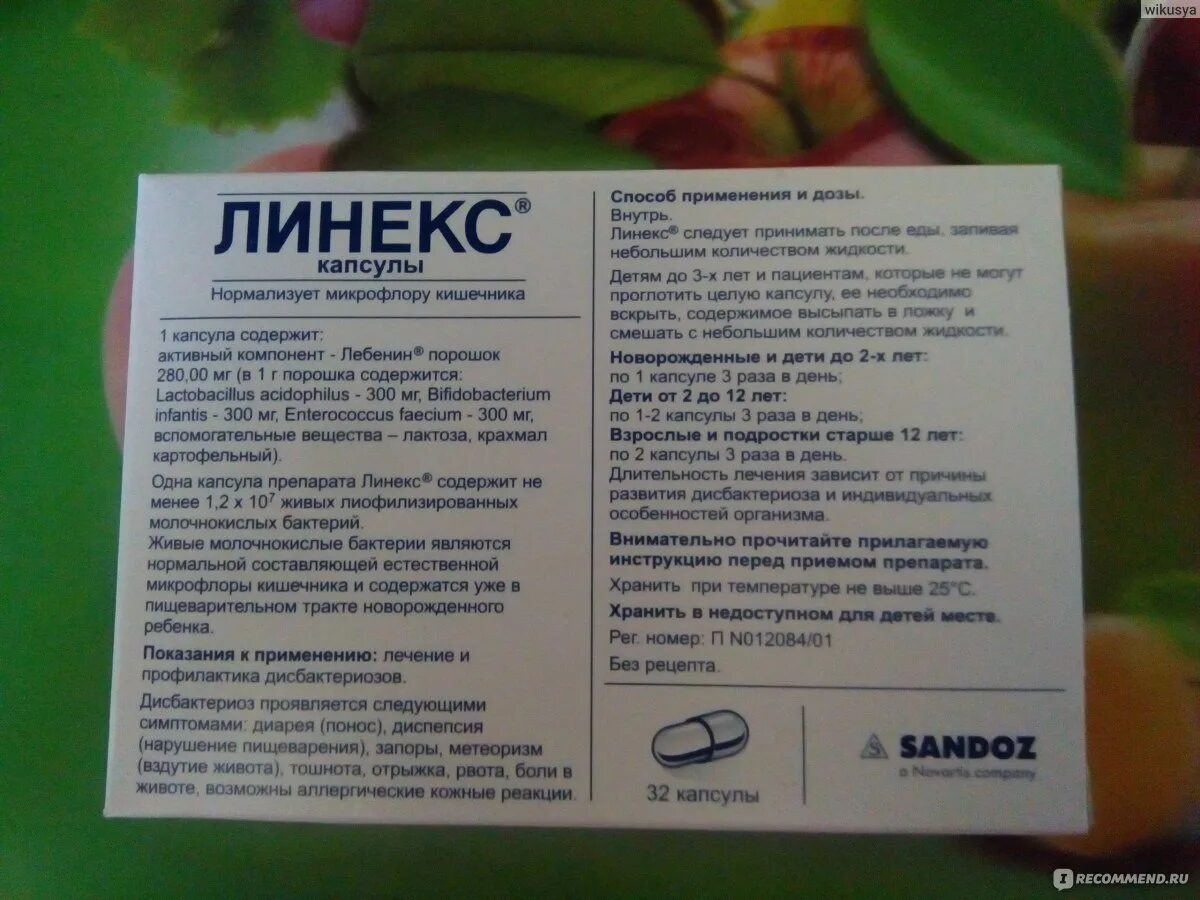 wikusya
ЛИНЕКС®
капсулы
Нормализует микрофлору кишечника
1 капсула содержит:
активный компонент - Лебенин® порошок
280,00 мг (в 1 г порошка содержится:
Lactobacillus acidophilus - 300 мг, Bifidobacterium
infantis - 300 мг, Enterococcus faecium - 300 мг,
вспомогательные вещества – лактоза, крахмал
картофельный).
Одна капсула препарата Линекс® содержит не
менее 1,2 х 10⁷ живых лиофилизированных
молочнокислых бактерий.
Живые молочнокислые бактерии являются
нормальной составляющей естественной
микрофлоры кишечника и содержатся уже в
пищеварительном тракте новорожденного
ребенка.
Показания к применению: лечение и
профилактика дисбактериозов.
Дисбактериоз проявляется следующими
симптомами: диарея (понос), диспепсия
(нарушение пищеварения), запоры, метеоризм
(вздутие живота), тошнота, отрыжка, рвота, боли в
животе, возможны аллергические кожные реакции.
Способ применения и дозы.
Внутрь.
Линекс® следует принимать после еды, запивая
небольшим количеством жидкости.
Детям до 3-х лет и пациентам, которые не могут
проглотить целую капсулу, ее необходимо
вскрыть, содержимое высыпать в ложку и
смешать с небольшим количеством жидкости.
Новорожденные и дети до 2-х лет:
по 1 капсуле 3 раза в день;
Дети от 2 до 12 лет:
по 1-2 капсулы 3 раза в день;
Взрослые и подростки старше 12 лет:
по 2 капсулы 3 раза в день.
Длительность лечения зависит от причины
развития дисбактериоза и индивидуальных
особенностей организма.
Внимательно прочитайте прилагаемую
инструкцию перед приемом препарата.
Хранить при температуре не выше 25°С.
Хранить в недоступном для детей месте.
Рег. номер: П N012084/01
Без рецепта.
32 капсулы
SANDOZ
a Novartis company
IRECOMMEND.RU